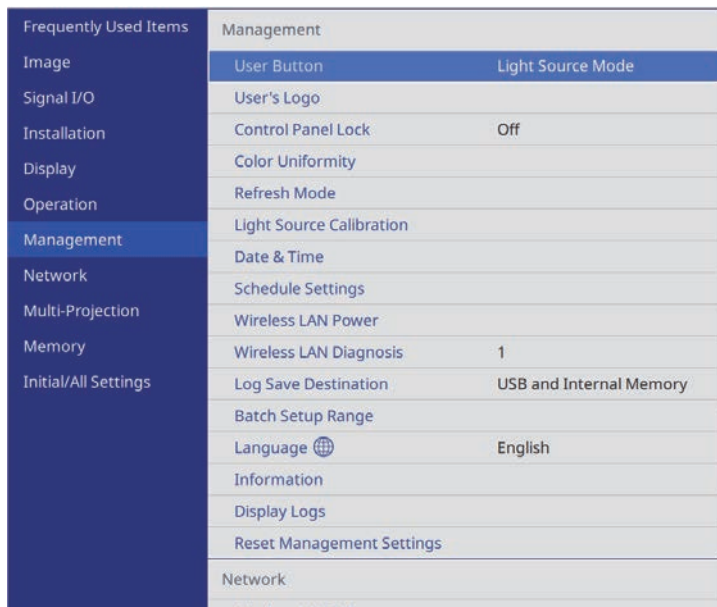 Frequently Used Items
Image
Signal I/O
Installation
Display
Operation
Management
Network
Multi-Projection
Memory
Initial/All Settings
Management
User Button Light Source Mode
User's Logo
Control Panel Lock Off
Color Uniformity
Refresh Mode
Light Source Calibration
Date & Time
Schedule Settings
Wireless LAN Power
Wireless LAN Diagnosis 1
Log Save Destination USB and Internal Memory
Batch Setup Range
Language English
Information
Display Logs
Reset Management Settings
Network